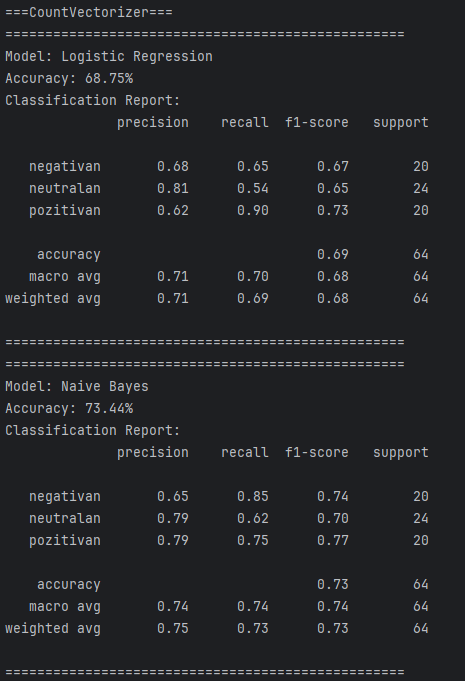 ===CountVectorizer===
==================================================
Model: Logistic Regression
Accuracy: 68.75%
Classification Report:
              precision    recall  f1-score   support

   negativan       0.68      0.65      0.67        20
   neutralan       0.81      0.54      0.65        24
   pozitivan       0.62      0.90      0.73        20

    accuracy                           0.69        64
   macro avg       0.71      0.70      0.68        64
weighted avg       0.71      0.69      0.68        64

==================================================
==================================================
Model: Naive Bayes
Accuracy: 73.44%
Classification Report:
              precision    recall  f1-score   support

   negativan       0.65      0.85      0.74        20
   neutralan       0.79      0.62      0.70        24
   pozitivan       0.79      0.75      0.77        20

    accuracy                           0.73        64
   macro avg       0.74      0.74      0.74        64
weighted avg       0.75      0.73      0.73        64

==================================================